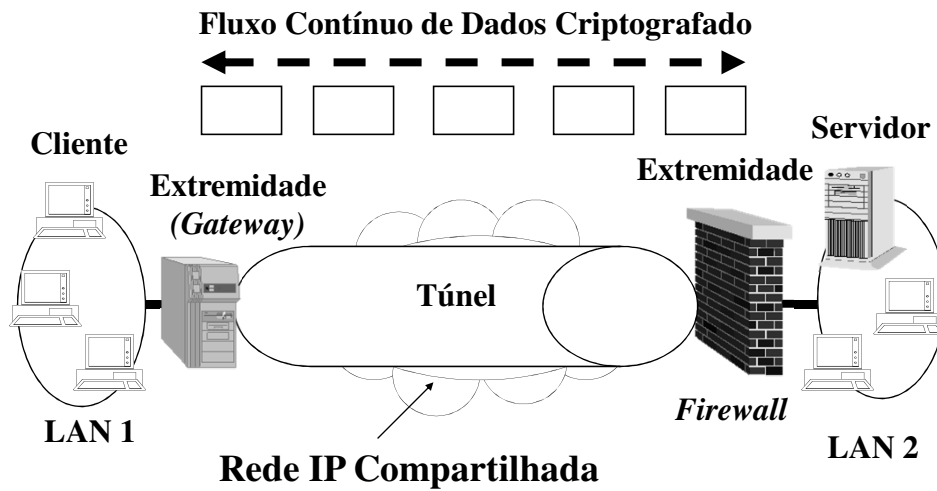 Fluxo Contínuo de Dados Criptografado
Servidor
Cliente
Extremidade
Extremidade
(Gateway)
Túnel
Firewall
LAN 1
LAN 2
Rede IP Compartilhada